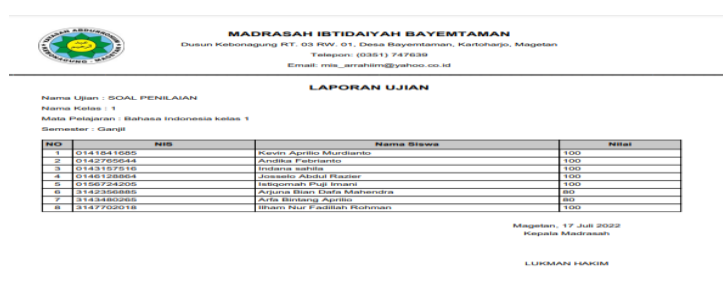 MADRASAH IBTIDAIYAH BAYEMTAMAN
Dusun Kebonagung RT. 03 RW. 01, Desa Bayemtaman, Kartoharjo, Magetan
Telepon: (0351) 747639
Email: mis_arrahiim@yahoo.co.id
LAPORAN UJIAN
Nama Ujian : SOAL PENILAIAN
Nama Kelas : 1
Mata Pelajaran : Bahasa Indonesia kelas 1
Semester : Ganjil
NO NIS Nama Siswa Nilai
1 0141841685 Kevin Aprilio Murdianto 100
2 0142765644 Andika Febrianto 100
3 0143157516 Indana sahila 100
4 0146128864 Josselo Abdul Razier 100
5 0156724205 Istiqomah Puji Imani 100
6 3142356885 Arjuna Bian Dafa Mahendra 80
7 3143480265 Arfa Bintang Aprilio 80
8 3147702018 Ilham Nur Fadillah Rohman 100
Magetan, 17 Juli 2022
Kepala Madrasah
LUKMAN HAKIM